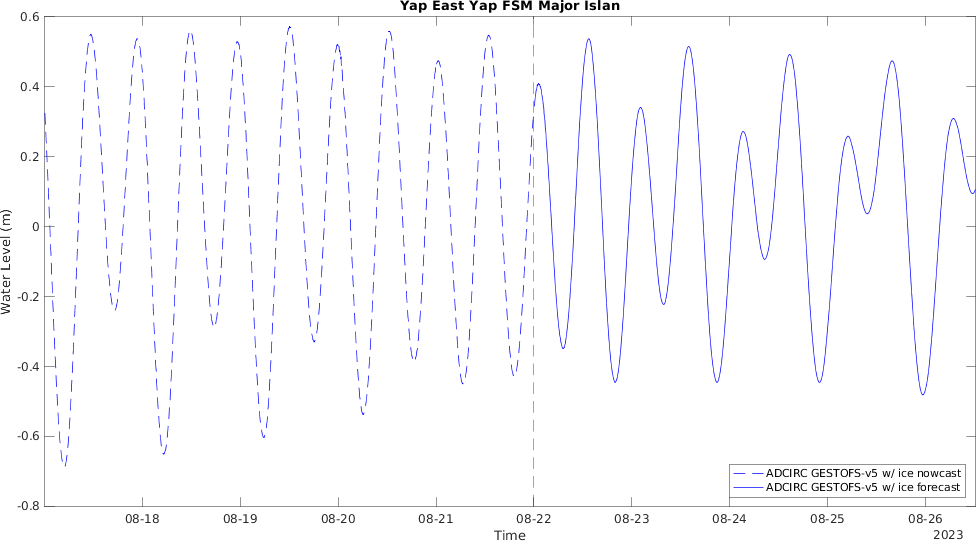 Yap East Yap FSM Major Islan
0.6
0.4
0.2
0
-0.2
-0.4
-0.6
-0.8
Water Level (m)
ADCIRC GESTOFS-v5 w/ ice nowcast
ADCIRC GESTOFS-v5 w/ ice forecast
08-18 08-19 08-20 08-21 08-22 08-23 08-24 08-25 08-26
Time
2023